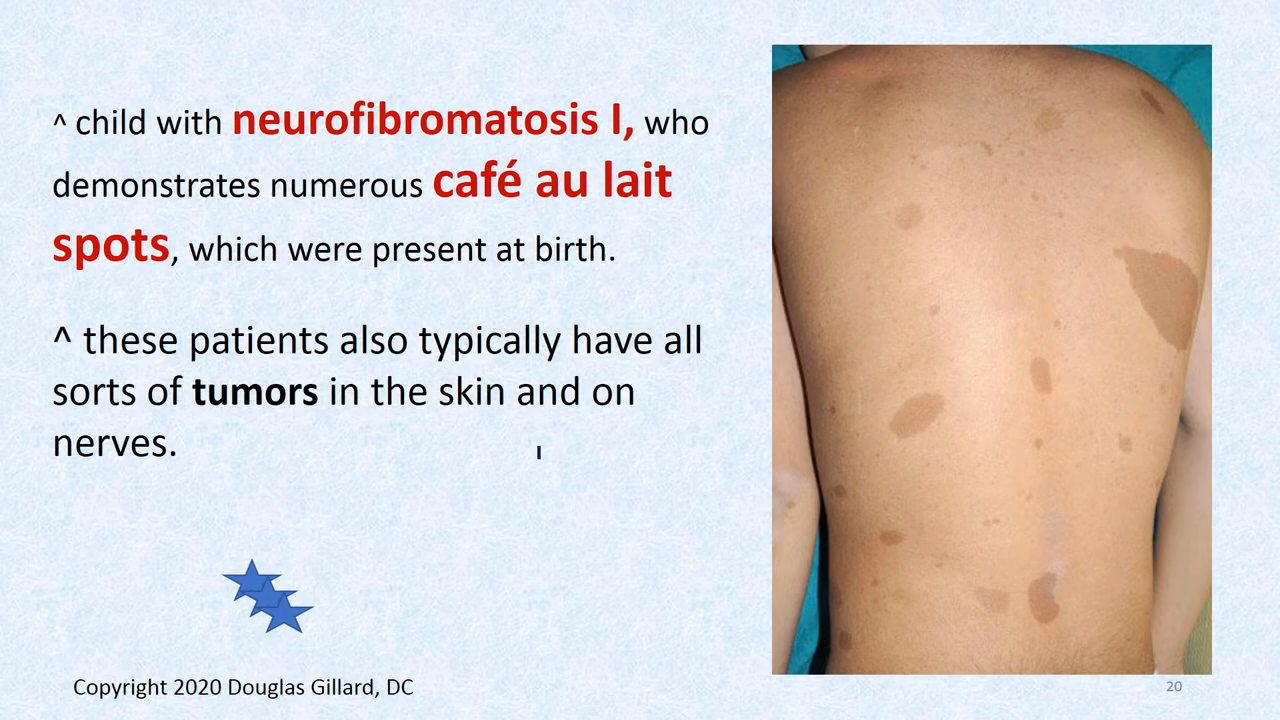 ^ child with neurofibromatosis I, who
demonstrates numerous café au lait
spots, which were present at birth.
^ these patients also typically have all
sorts of tumors in the skin and on
nerves.
Copyright 2020 Douglas Gillard, DC
20